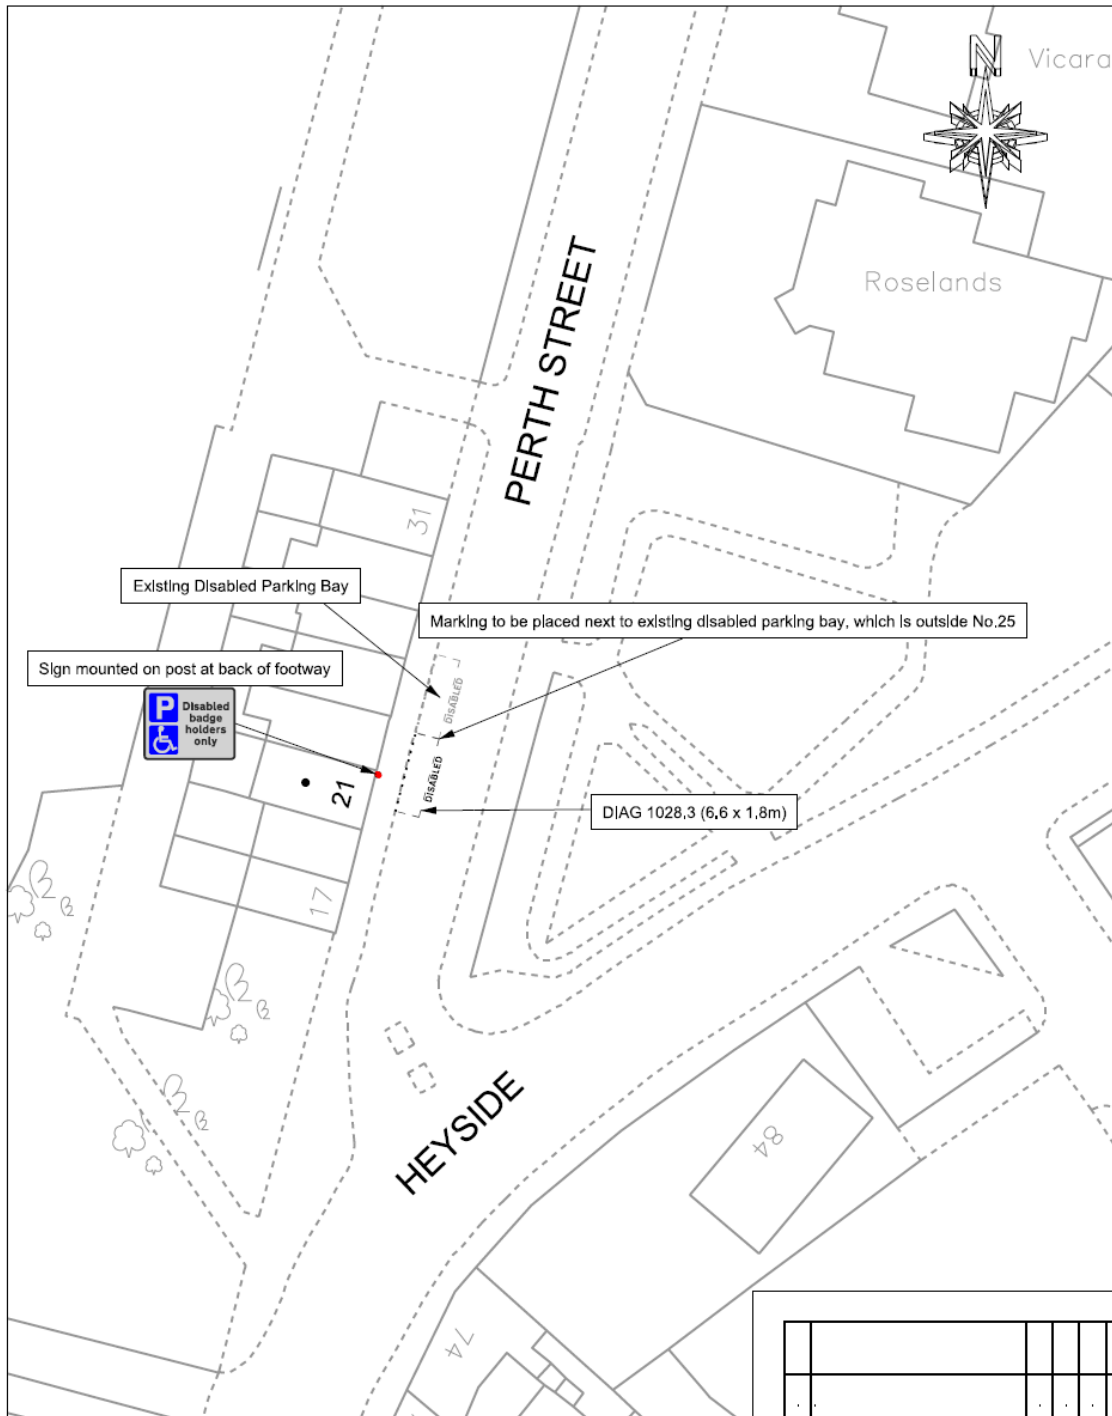 N
Vicara
Roselands
PERTH STREET
31
Existing Disabled Parking Bay
Marking to be placed next to existing disabled parking bay, which is outside No.25
Sign mounted on post at back of footway
P Disabled
badge
holders
only
DISABLED
DISABLED
21
DIAG 1028.3 (6.6 x 1.8m)
17
HEYSIDE
84
74